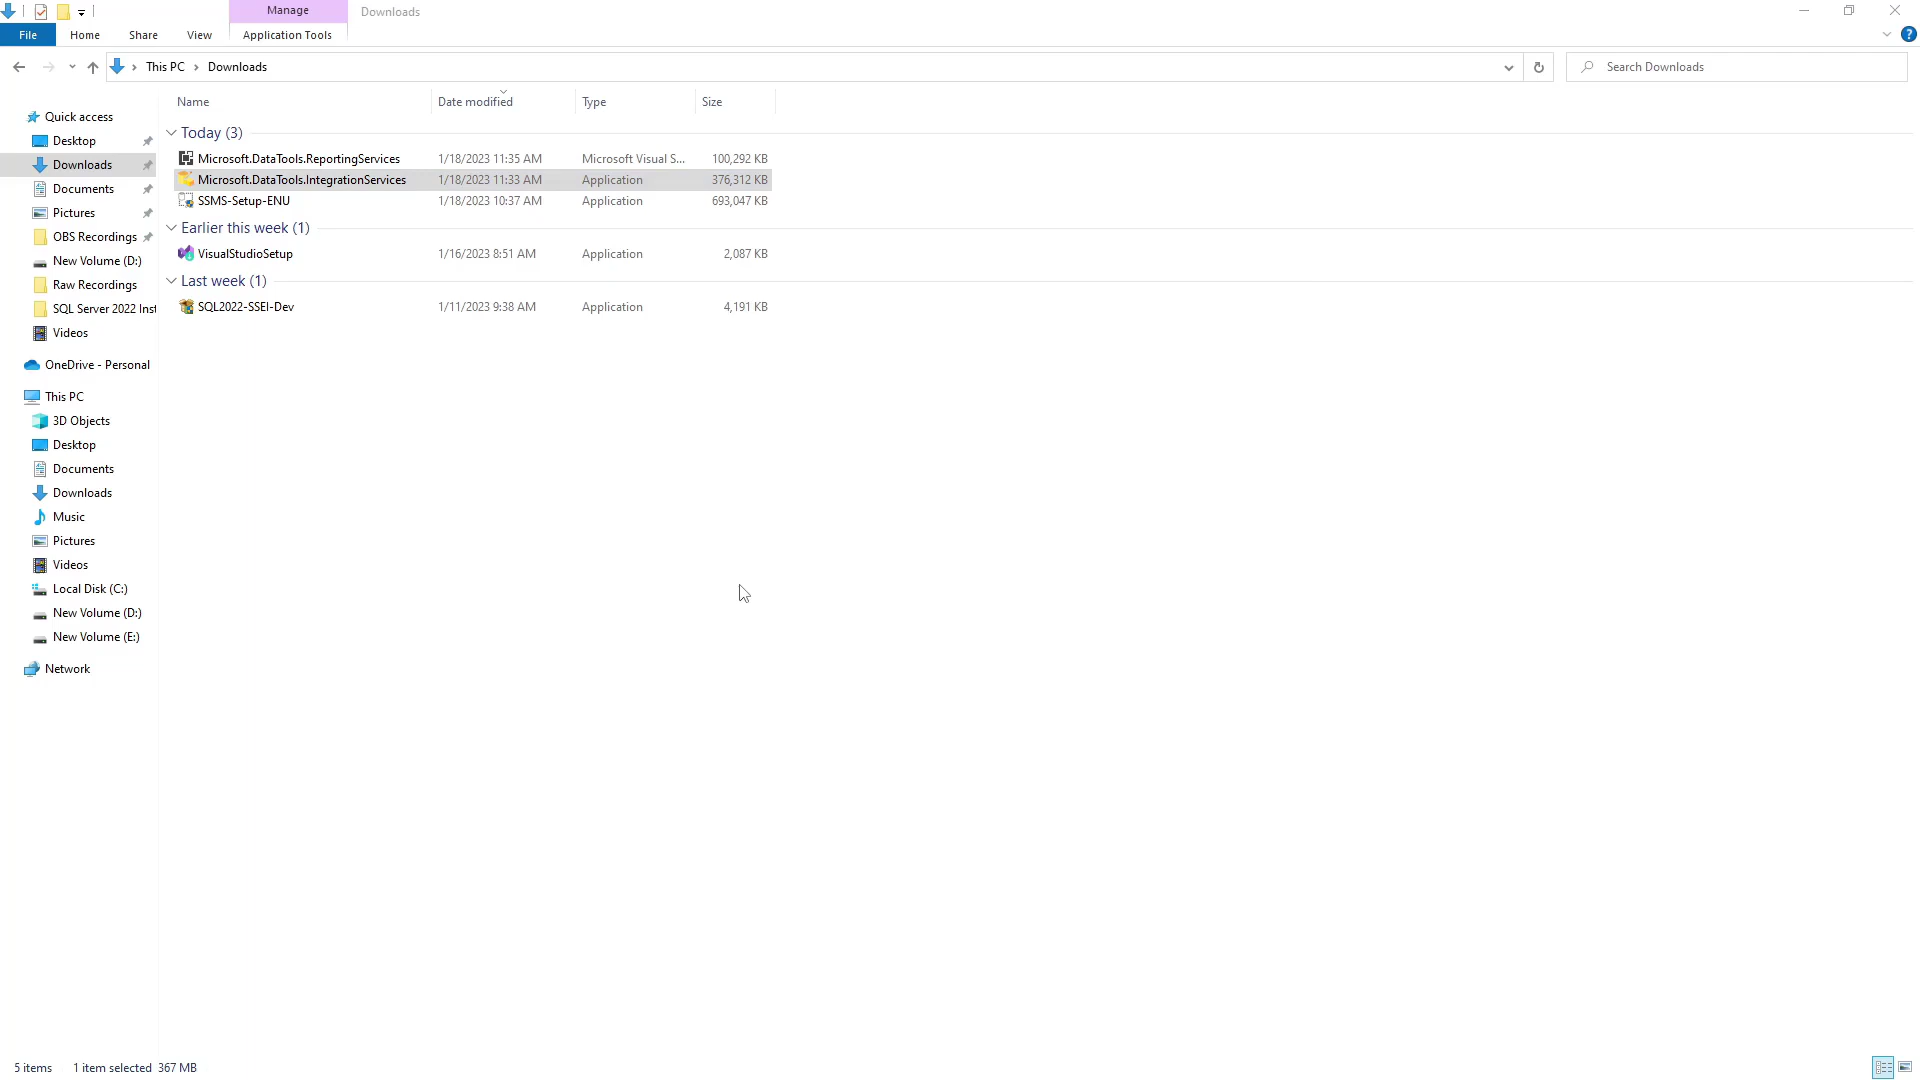 Manage
Downloads
File
Home
Share
View
Application Tools
?
This PC
Downloads
Search Downloads
Name
Date modified
Type
Size
Quick access
Desktop
Downloads
Documents
Pictures
OBS Recordings
New Volume (D:)
Raw Recordings
SQL Server 2022 Inst
Videos
OneDrive - Personal
This PC
3D Objects
Desktop
Documents
Downloads
Music
Pictures
Videos
Local Disk (C:)
New Volume (D:)
New Volume (E:)
Network
Today (3)
Microsoft.DataTools.ReportingServices 1/18/2023 11:35 AM Microsoft Visual S... 100,292 KB
Microsoft.DataTools.IntegrationServices 1/18/2023 11:33 AM Application 376,312 KB
SSMS-Setup-ENU 1/18/2023 10:37 AM Application 693,047 KB
Earlier this week (1)
VisualStudioSetup 1/16/2023 8:51 AM Application 2,087 KB
Last week (1)
SQL2022-SSEI-Dev 1/11/2023 9:38 AM Application 4,191 KB
5 items 1 item selected 367 MB